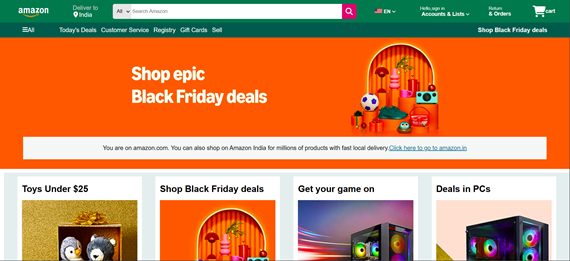 amazon
Deliver to
India
All
Search Amazon
EN
Hello,sign in
Accounts & Lists
Return
& Orders
cart
All
Today's Deals
Customer Service
Registry
Gift Cards
Sell
Shop Black Friday deals
Shop epic
Black Friday deals
You are on amazon.com. You can also shop on Amazon India for millions of products with fast local delivery.Click here to go to amazon.in
Toys Under $25
Shop Black Friday deals
Get your game on
Deals in PCs